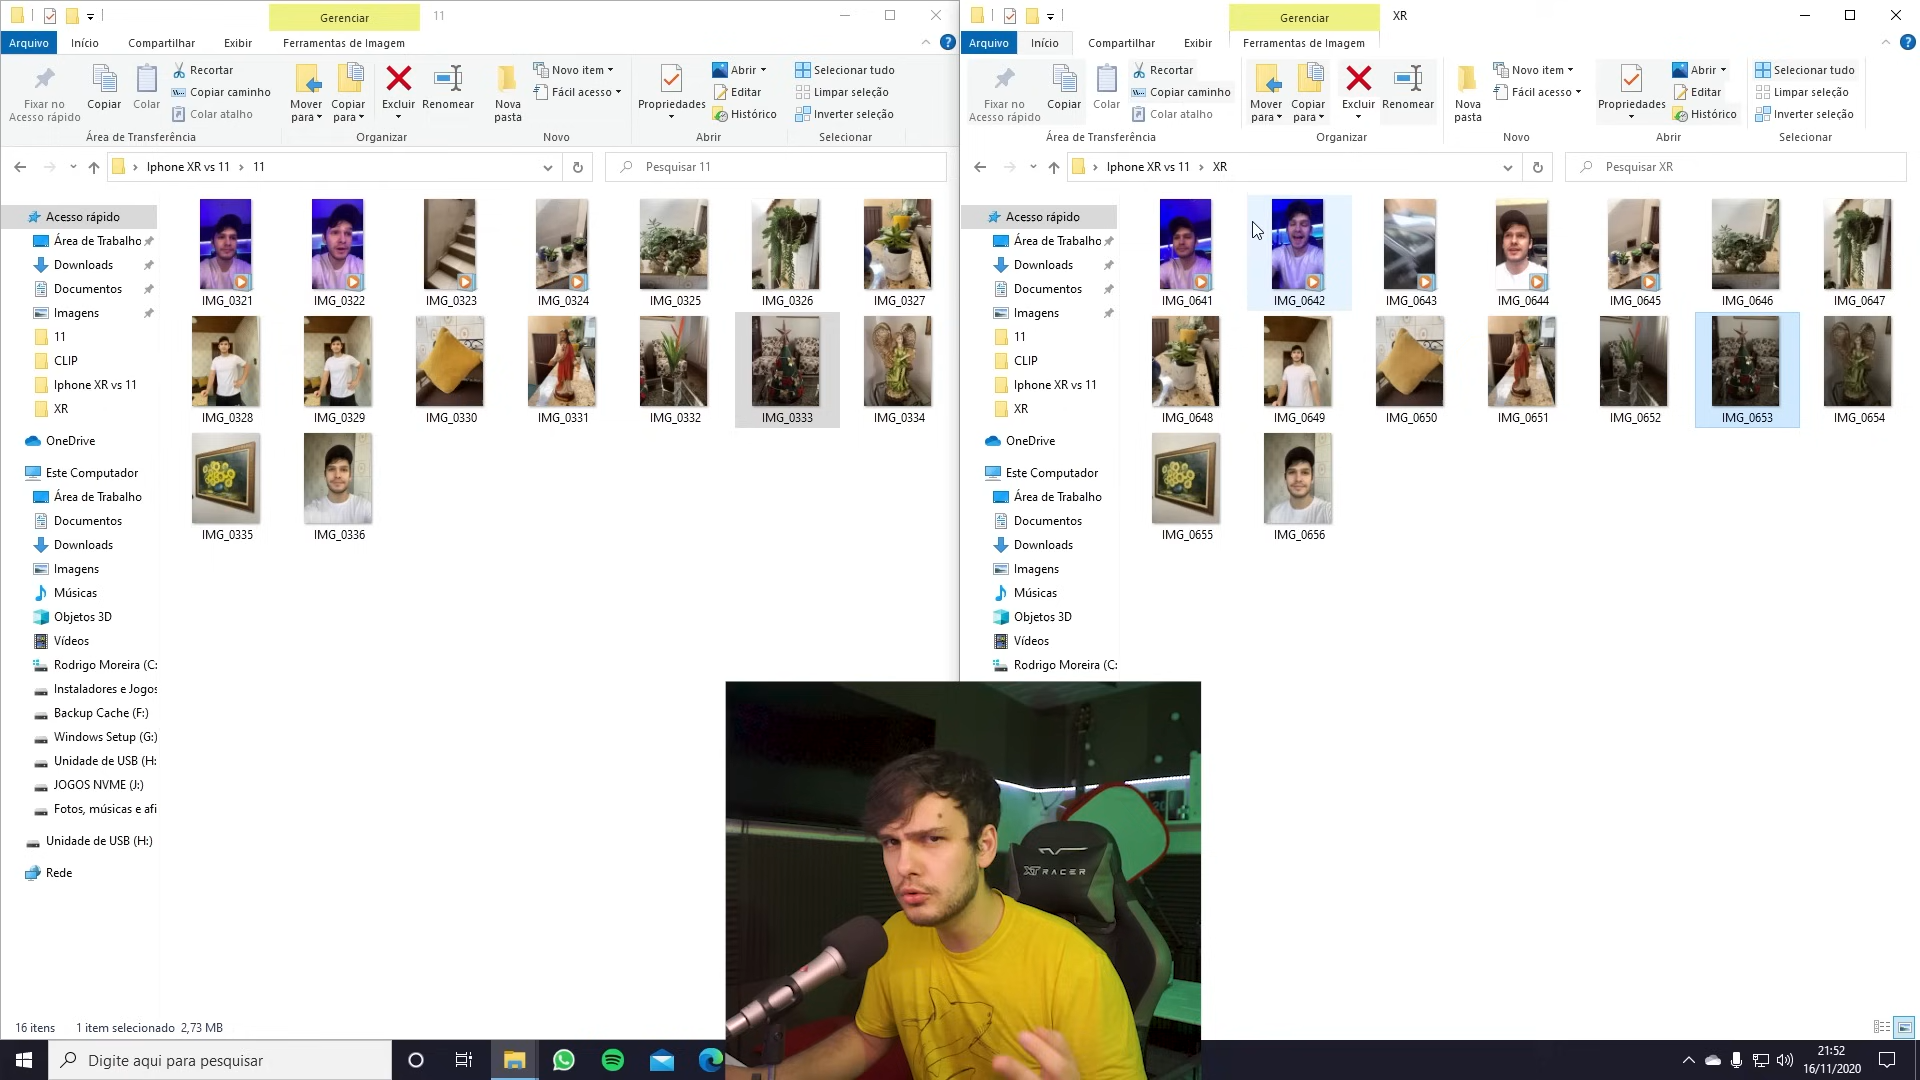 Gerenciar
11
Arquivo
Início
Compartilhar
Exibir
Ferramentas de Imagem
Fixar no
Acesso rápido
Copiar
Colar
Recortar
Copiar caminho
Colar atalho
Área de Transferência
Mover
para
Copiar
para
Excluir
Renomear
Organizar
Nova
pasta
Novo item
Fácil acesso
Novo
Propriedades
Abrir
Editar
Histórico
Abrir
Selecionar tudo
Limpar seleção
Inverter seleção
Selecionar
Iphone XR vs 11 › 11
Pesquisar 11
Acesso rápido
Área de Trabalho
Downloads
Documentos
Imagens
11
CLIP
Iphone XR vs 11
XR
OneDrive
Este Computador
Área de Trabalho
Documentos
Downloads
Imagens
Músicas
Objetos 3D
Vídeos
Rodrigo Moreira (C:
Instaladores e Jogos
Backup Cache (F:)
Windows Setup (G:)
Unidade de USB (H:
JOGOS NVME (J:)
Fotos, músicas e afi
Unidade de USB (H:)
Rede
IMG_0321 IMG_0322 IMG_0323 IMG_0324 IMG_0325 IMG_0326 IMG_0327
IMG_0328 IMG_0329 IMG_0330 IMG_0331 IMG_0332 IMG_0333 IMG_0334
IMG_0335 IMG_0336
16 itens 1 item selecionado 2,73 MB
Gerenciar
XR
Arquivo
Início
Compartilhar
Exibir
Ferramentas de Imagem
Fixar no
Acesso rápido
Copiar
Colar
Recortar
Copiar caminho
Colar atalho
Área de Transferência
Mover
para
Copiar
para
Excluir
Renomear
Organizar
Nova
pasta
Novo item
Fácil acesso
Novo
Propriedades
Abrir
Editar
Histórico
Abrir
Selecionar tudo
Limpar seleção
Inverter seleção
Selecionar
Iphone XR vs 11 › XR
Pesquisar XR
Acesso rápido
Área de Trabalho
Downloads
Documentos
Imagens
11
CLIP
Iphone XR vs 11
XR
OneDrive
Este Computador
Área de Trabalho
Documentos
Downloads
Imagens
Músicas
Objetos 3D
Vídeos
Rodrigo Moreira (C:
IMG_0641 IMG_0642 IMG_0643 IMG_0644 IMG_0645 IMG_0646 IMG_0647
IMG_0648 IMG_0649 IMG_0650 IMG_0651 IMG_0652 IMG_0653 IMG_0654
IMG_0655 IMG_0656
XTRACER
Digite aqui para pesquisar
21:52
16/11/2020